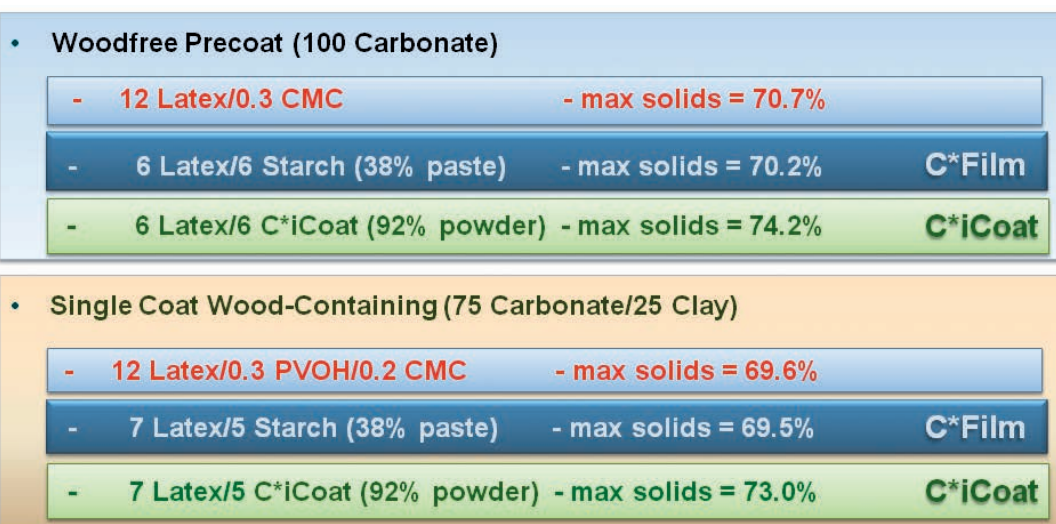 • Woodfree Precoat (100 Carbonate)
- 12 Latex/0.3 CMC - max solids = 70.7%
- 6 Latex/6 Starch (38% paste) - max solids = 70.2% C*Film
- 6 Latex/6 C*iCoat (92% powder) - max solids = 74.2% C*iCoat
• Single Coat Wood-Containing (75 Carbonate/25 Clay)
- 12 Latex/0.3 PVOH/0.2 CMC - max solids = 69.6%
- 7 Latex/5 Starch (38% paste) - max solids = 69.5% C*Film
- 7 Latex/5 C*iCoat (92% powder) - max solids = 73.0% C*iCoat